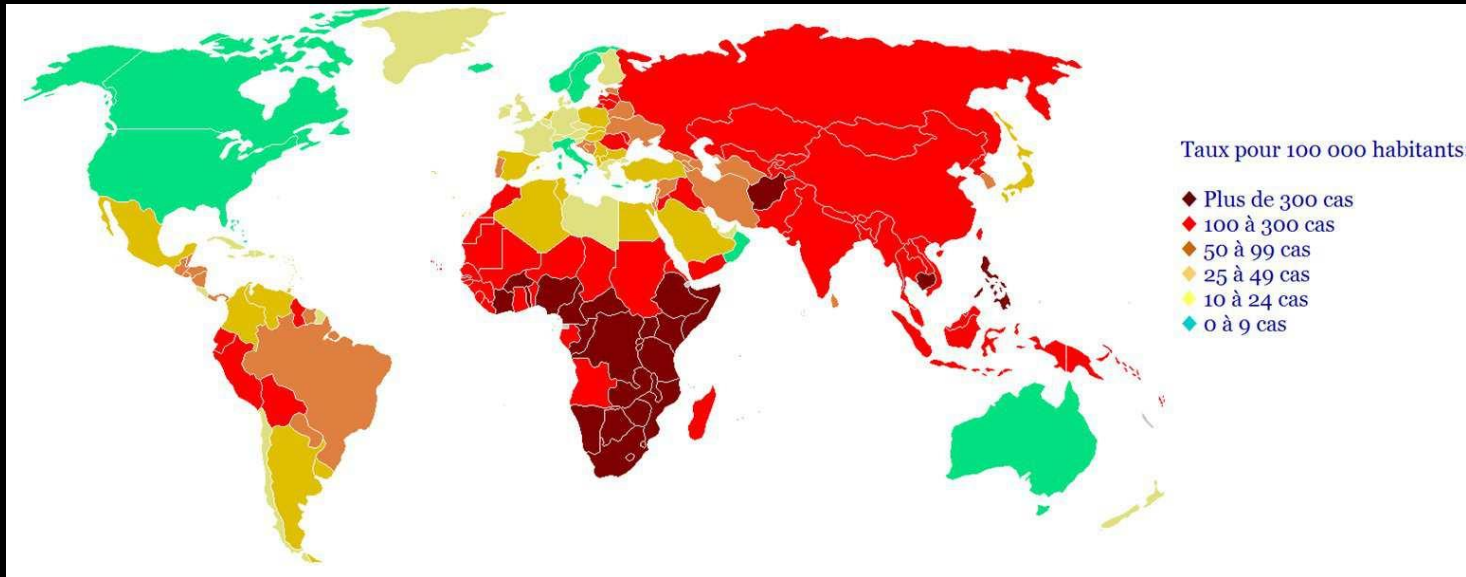 Taux pour 100 000 habitants:
Plus de 300 cas
100 à 300 cas
50 à 99 cas
25 à 49 cas
10 à 24 cas
0 à 9 cas